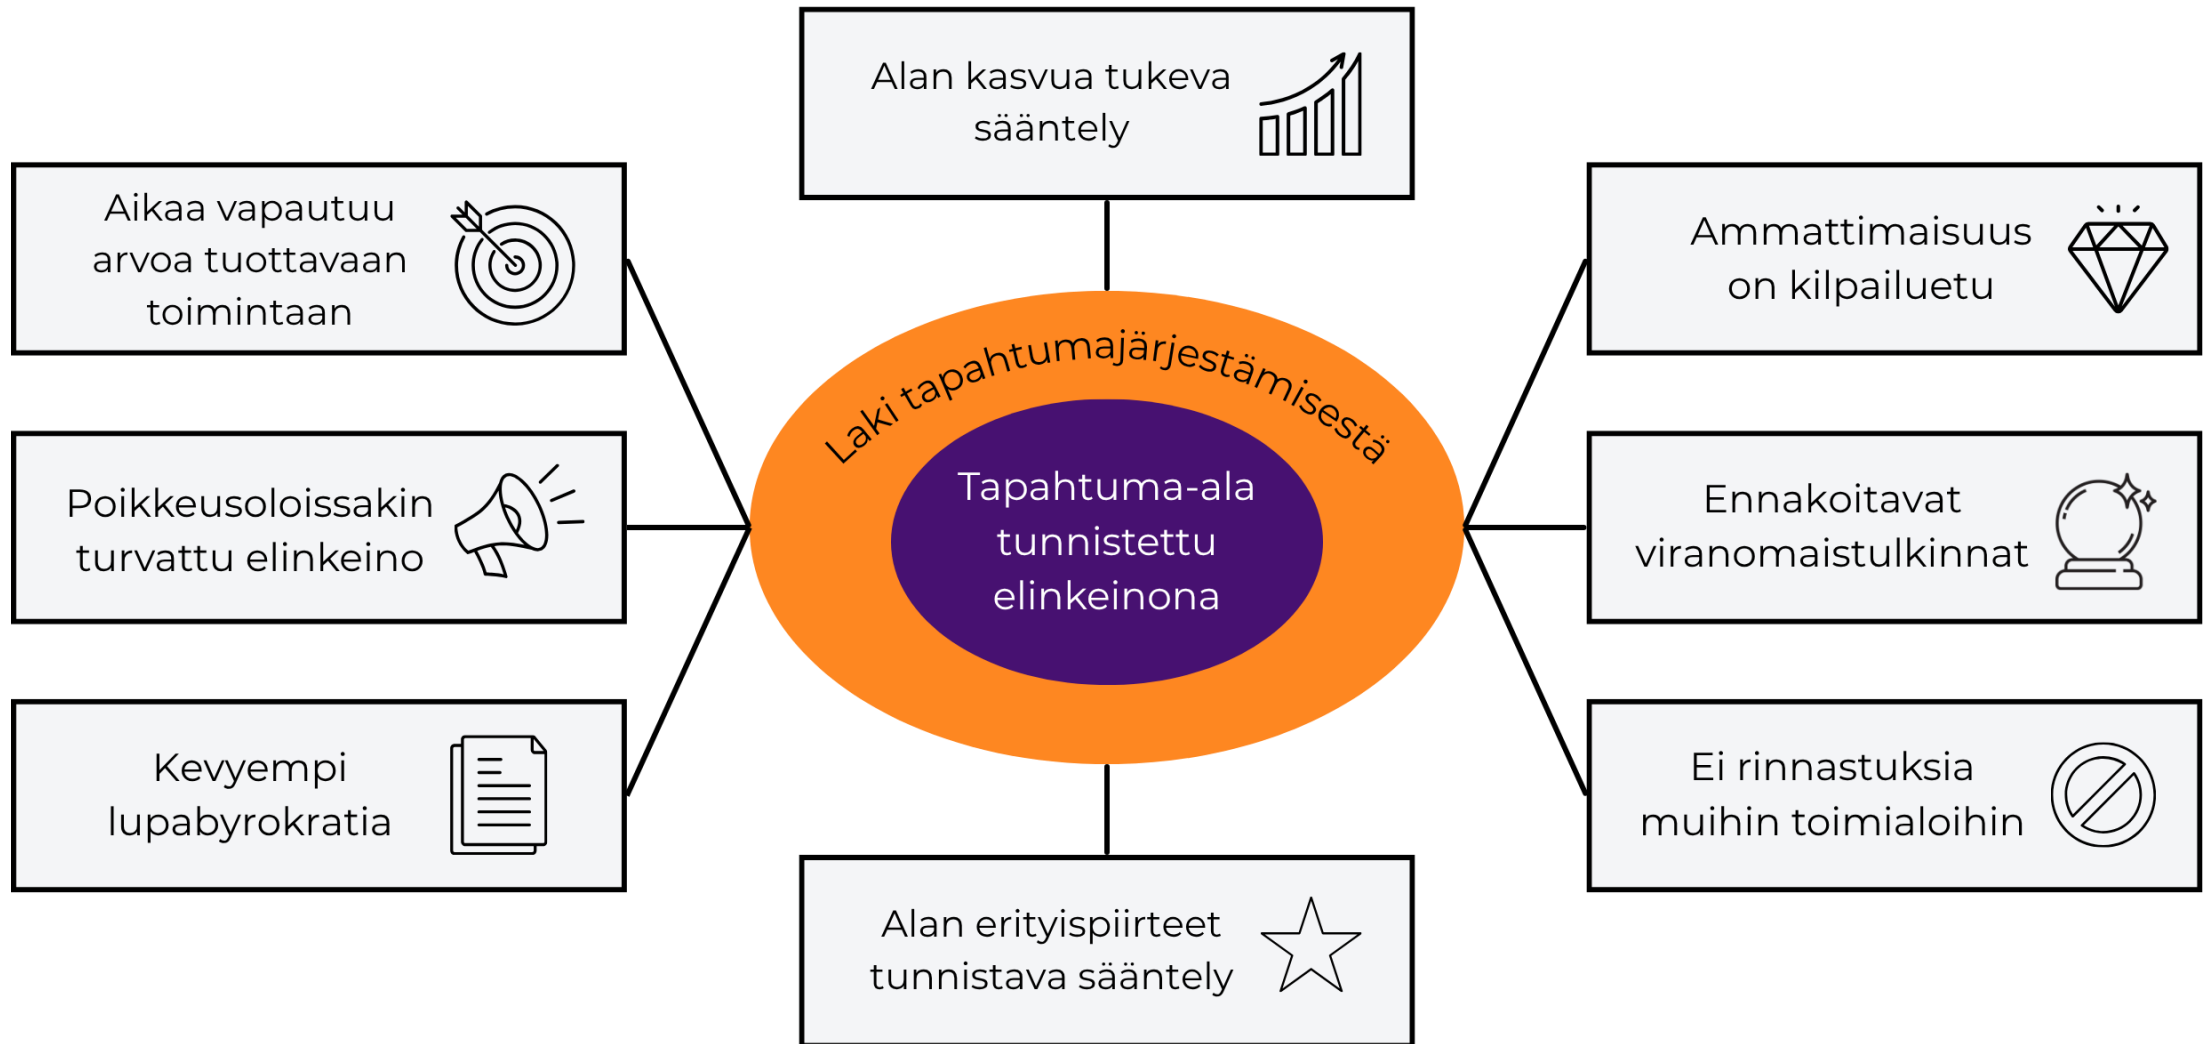 Alan kasvua tukeva
sääntely
Aikaa vapautuu
arvoa tuottavaan
toimintaan
Ammattimaisuus
on kilpailuetu
Laki tapahtumajärjestämisestä
Tapahtuma-ala
tunnistettu
elinkeinona
Poikkeusoloissakin
turvattu elinkeino
Ennakoitavat
viranomaistulkinnat
Kevyempi
lupabyrokratia
Ei rinnastuksia
muihin toimialoihin
Alan erityispiirteet
tunnistava sääntely